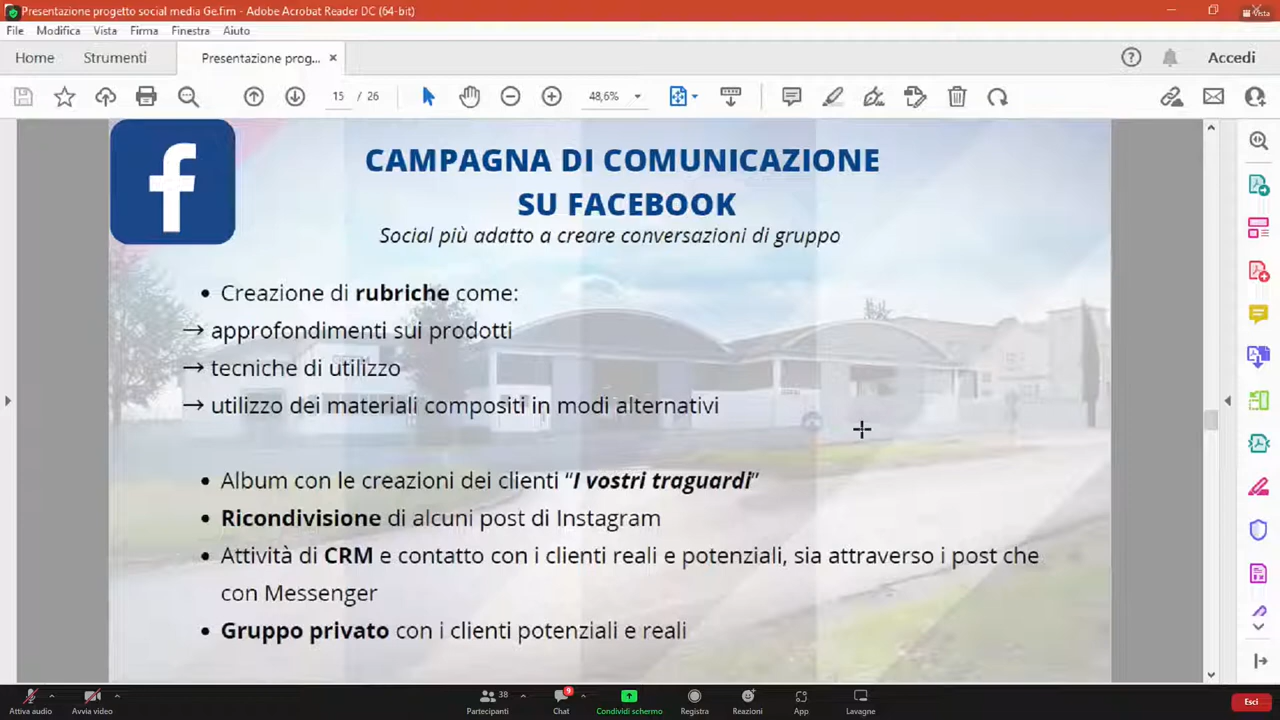 Presentazione progetto social media Ge.fim - Adobe Acrobat Reader DC (64-bit)
Vista
File Modifica Vista Firma Finestra Aiuto
Home Strumenti Presentazione prog... × Accedi
15 / 26 48,6%
f
CAMPAGNA DI COMUNICAZIONE
SU FACEBOOK
Social più adatto a creare conversazioni di gruppo
• Creazione di rubriche come:
→ approfondimenti sui prodotti
→ tecniche di utilizzo
→ utilizzo dei materiali compositi in modi alternativi
• Album con le creazioni dei clienti “I vostri traguardi”
• Ricondivisione di alcuni post di Instagram
• Attività di CRM e contatto con i clienti reali e potenziali, sia attraverso i post che
con Messenger
• Gruppo privato con i clienti potenziali e reali
38 9
Attiva audio Avvia video Partecipanti Chat Condividi schermo Registra Reazioni App Lavagne Esci